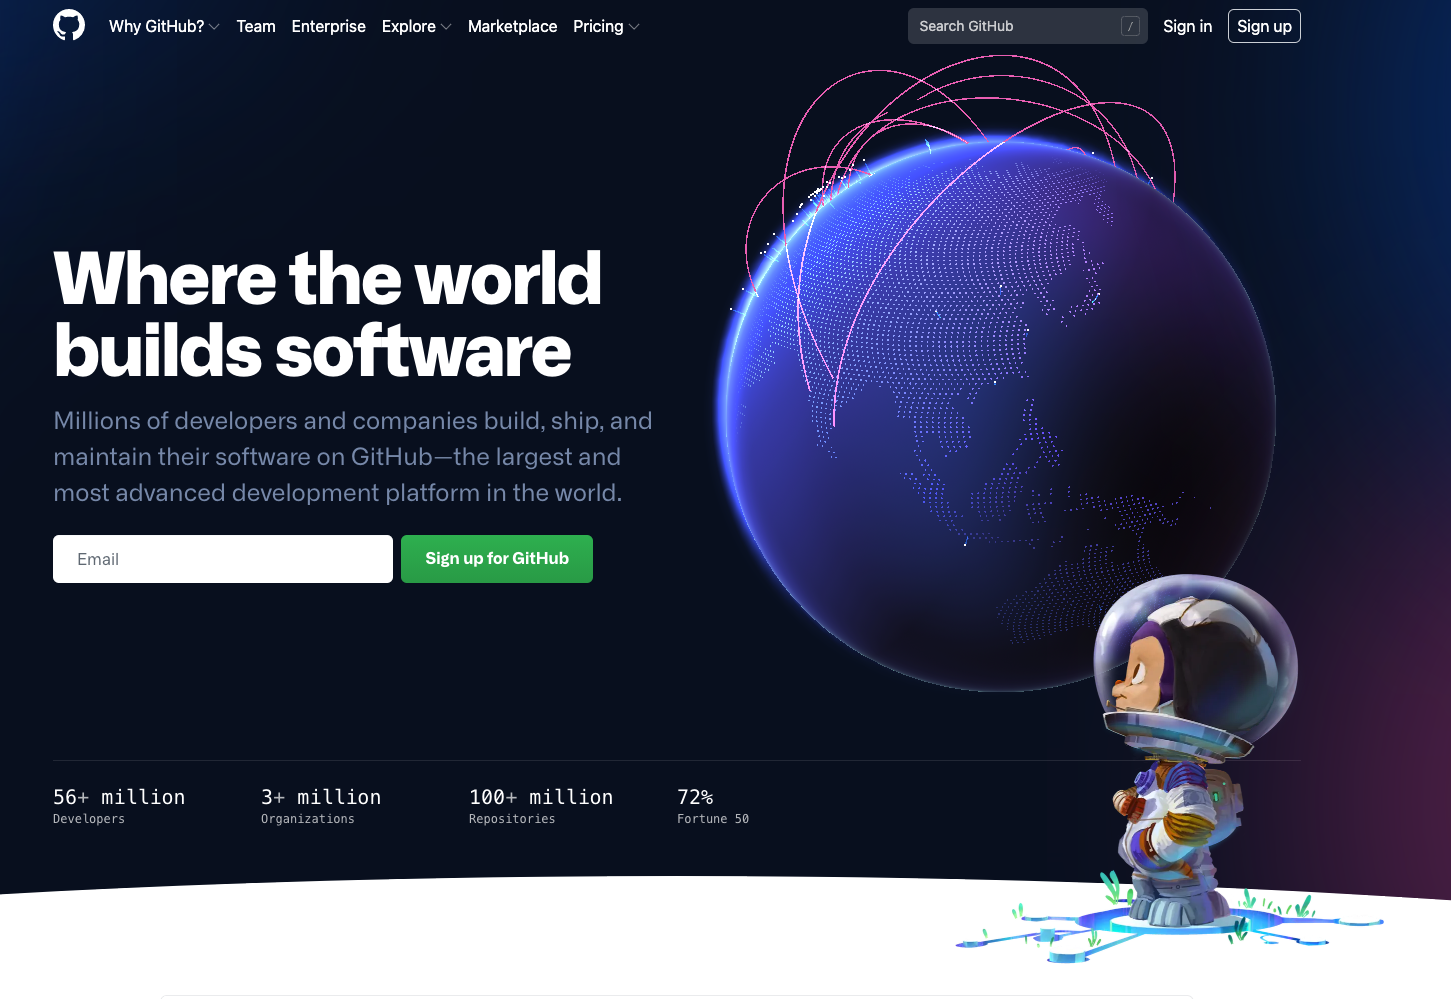 Why GitHub?
Team
Enterprise
Explore
Marketplace
Pricing
Search GitHub
/
Sign in
Sign up
Where the world
builds software
Millions of developers and companies build, ship, and
maintain their software on GitHub—the largest and
most advanced development platform in the world.
Email
Sign up for GitHub
56+ million
Developers
3+ million
Organizations
100+ million
Repositories
72%
Fortune 50